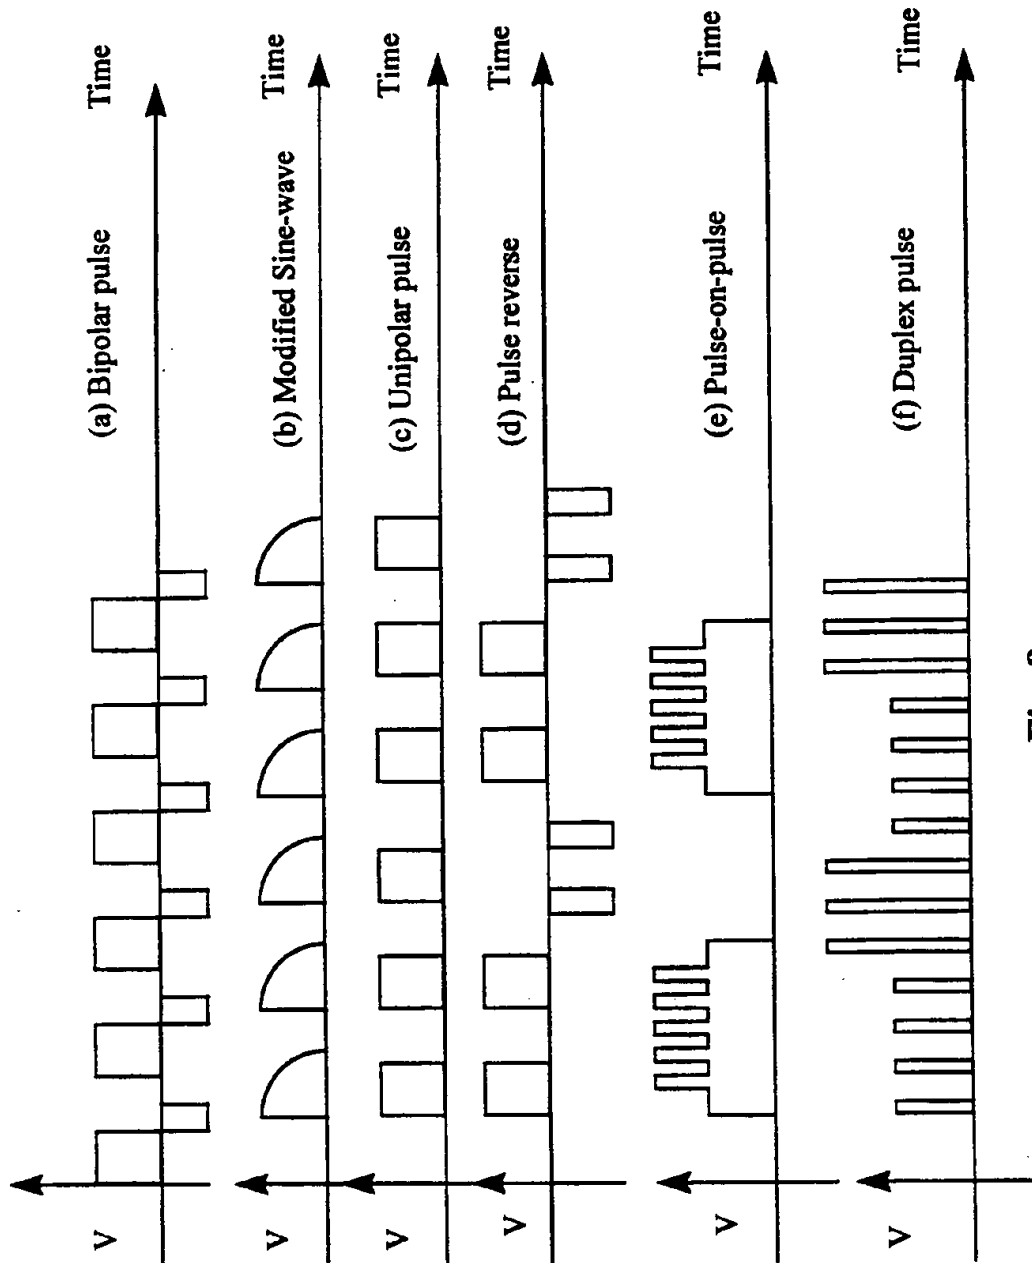 V
(a) Bipolar pulse
Time
V
(b) Modified Sine-wave
Time
(c) Unipolar pulse
Time
V
(d) Pulse reverse
Time
V
(e) Pulse-on-pulse
Time
V
(f) Duplex pulse
Time